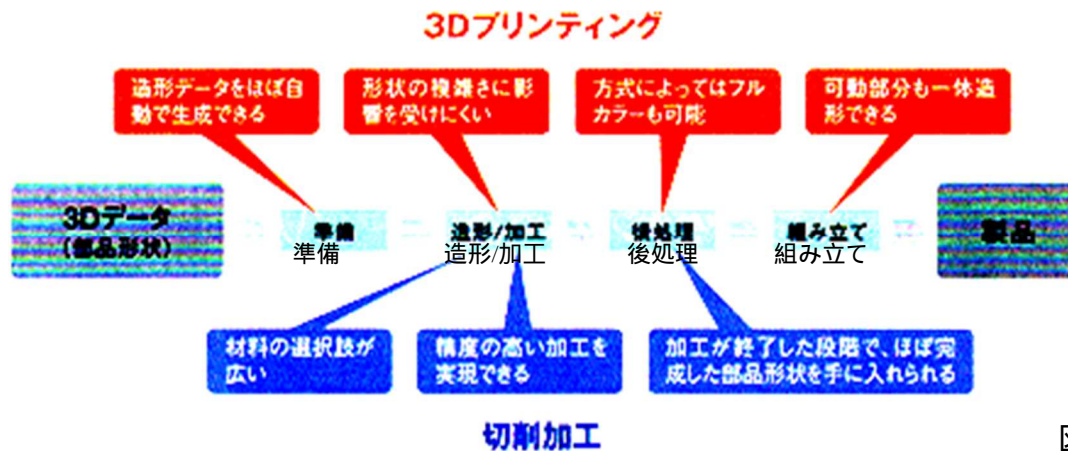 3Dプリンティング
造形データをほぼ自
動で生成できる
形状の複雑さに影
響を受けにくい
方式によってはフル
カラーも可能
可動部分も一体造
形できる
3Dデータ
(部品形状)
準備
造形/加工
後処理
組み立て
製品
準備
造形/加工
後処理
組み立て
材料の選択肢が
広い
精度の高い加工を
実現できる
加工が終了した段階で、ほぼ完
成した部品形状を手に入れられる
切削加工